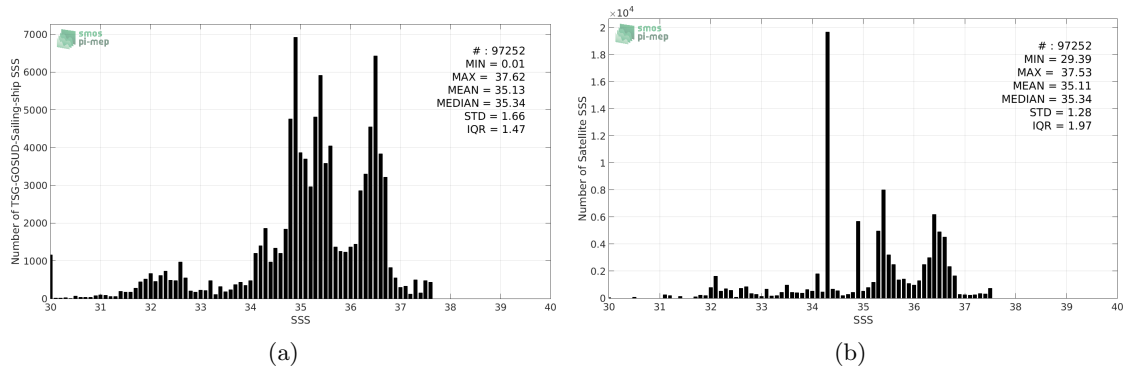 smos
pi-mep
7000
6000
5000
4000
3000
2000
1000
0
Number of TSG-GOSUD-Sailing-ship SSS
# : 97252
MIN = 0.01
MAX = 37.62
MEAN = 35.13
MEDIAN = 35.34
STD = 1.66
IQR = 1.47
30 31 32 33 34 35 36 37 38 39 40
SSS
(a)
×10⁴
smos
pi-mep
2
1.8
1.6
1.4
1.2
1
0.8
0.6
0.4
0.2
0
Number of Satellite SSS
# : 97252
MIN = 29.39
MAX = 37.53
MEAN = 35.11
MEDIAN = 35.34
STD = 1.28
IQR = 1.97
30 31 32 33 34 35 36 37 38 39 40
SSS
(b)